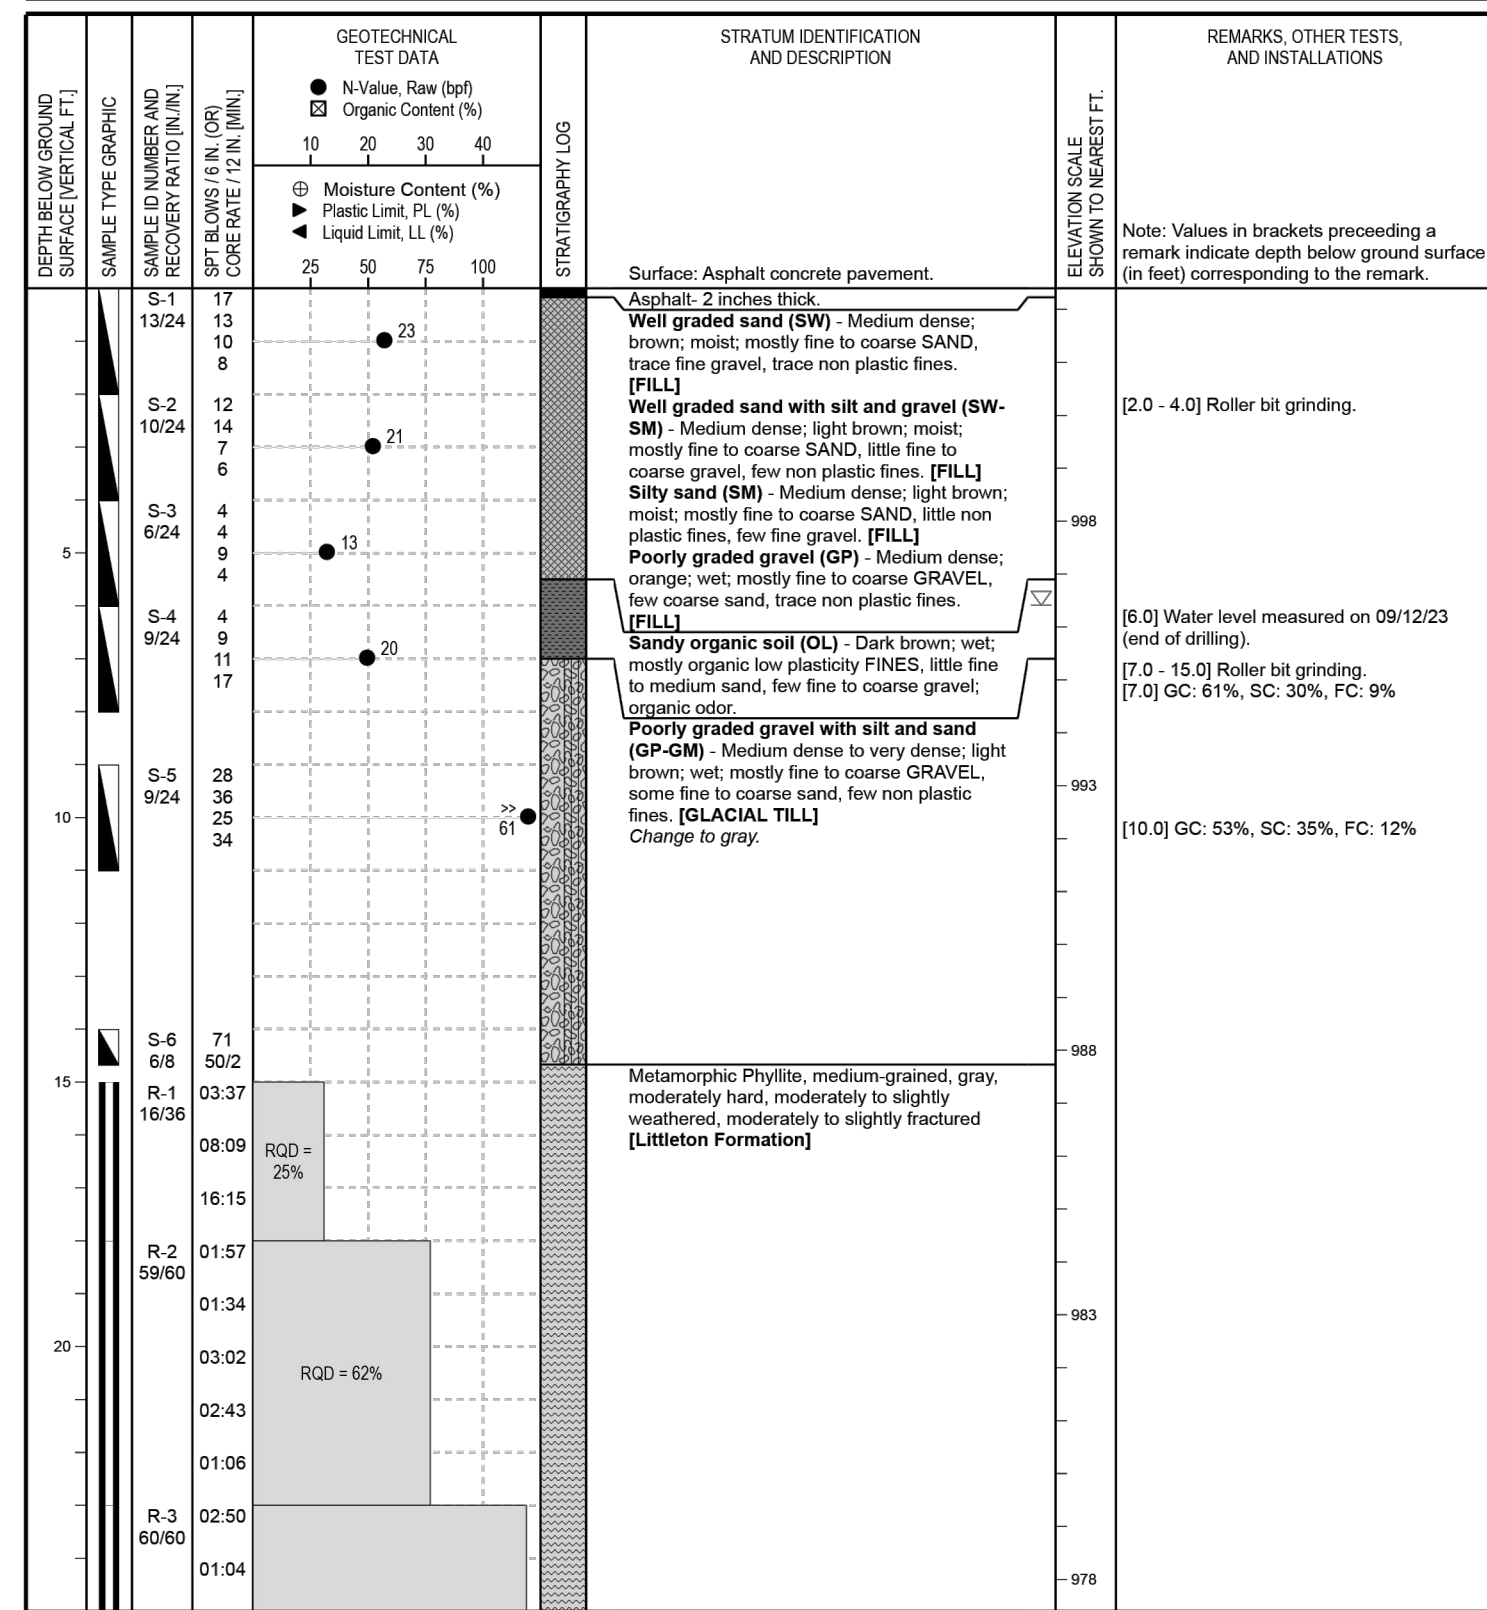 DEPTH BELOW GROUND
SURFACE [VERTICAL FT.]
SAMPLE TYPE GRAPHIC
SAMPLE ID NUMBER AND
RECOVERY RATIO [IN./IN.]
SPT BLOWS / 6 IN. (OR)
CORE RATE / 12 IN. [MIN.]
GEOTECHNICAL
TEST DATA
N-Value, Raw (bpf)
Organic Content (%)
10 20 30 40
Moisture Content (%)
Plastic Limit, PL (%)
Liquid Limit, LL (%)
25 50 75 100
STRATIGRAPHY LOG
STRATUM IDENTIFICATION
AND DESCRIPTION
Surface: Asphalt concrete pavement.
ELEVATION SCALE
SHOWN TO NEAREST FT.
REMARKS, OTHER TESTS,
AND INSTALLATIONS
Note: Values in brackets preceeding a
remark indicate depth below ground surface
(in feet) corresponding to the remark.
5
10
15
20
S-1
13/24
S-2
10/24
S-3
6/24
S-4
9/24
S-5
9/24
S-6
6/8
R-1
16/36
R-2
59/60
R-3
60/60
17
13
10
8
12
14
7
6
4
4
9
4
4
9
11
17
28
36
25
34
71
50/2
03:37
08:09
16:15
01:57
01:34
03:02
02:43
01:06
02:50
01:04
23
21
13
20
>>
61
RQD =
25%
RQD = 62%
Asphalt- 2 inches thick.
Well graded sand (SW) - Medium dense;
brown; moist; mostly fine to coarse SAND,
trace fine gravel, trace non plastic fines.
[FILL]
Well graded sand with silt and gravel (SW-
SM) - Medium dense; light brown; moist;
mostly fine to coarse SAND, little fine to
coarse gravel, few non plastic fines. [FILL]
Silty sand (SM) - Medium dense; light brown;
moist; mostly fine to coarse SAND, little non
plastic fines, few fine gravel. [FILL]
Poorly graded gravel (GP) - Medium dense;
orange; wet; mostly fine to coarse GRAVEL,
few coarse sand, trace non plastic fines.
[FILL]
Sandy organic soil (OL) - Dark brown; wet;
mostly organic low plasticity FINES, little fine
to medium sand, few fine to coarse gravel;
organic odor.
Poorly graded gravel with silt and sand
(GP-GM) - Medium dense to very dense; light
brown; wet; mostly fine to coarse GRAVEL,
some fine to coarse sand, few non plastic
fines. [GLACIAL TILL]
Change to gray.
Metamorphic Phyllite, medium-grained, gray,
moderately hard, moderately to slightly
weathered, moderately to slightly fractured
[Littleton Formation]
998
993
988
983
978
[2.0 - 4.0] Roller bit grinding.
[6.0] Water level measured on 09/12/23
(end of drilling).
[7.0 - 15.0] Roller bit grinding.
[7.0] GC: 61%, SC: 30%, FC: 9%
[10.0] GC: 53%, SC: 35%, FC: 12%